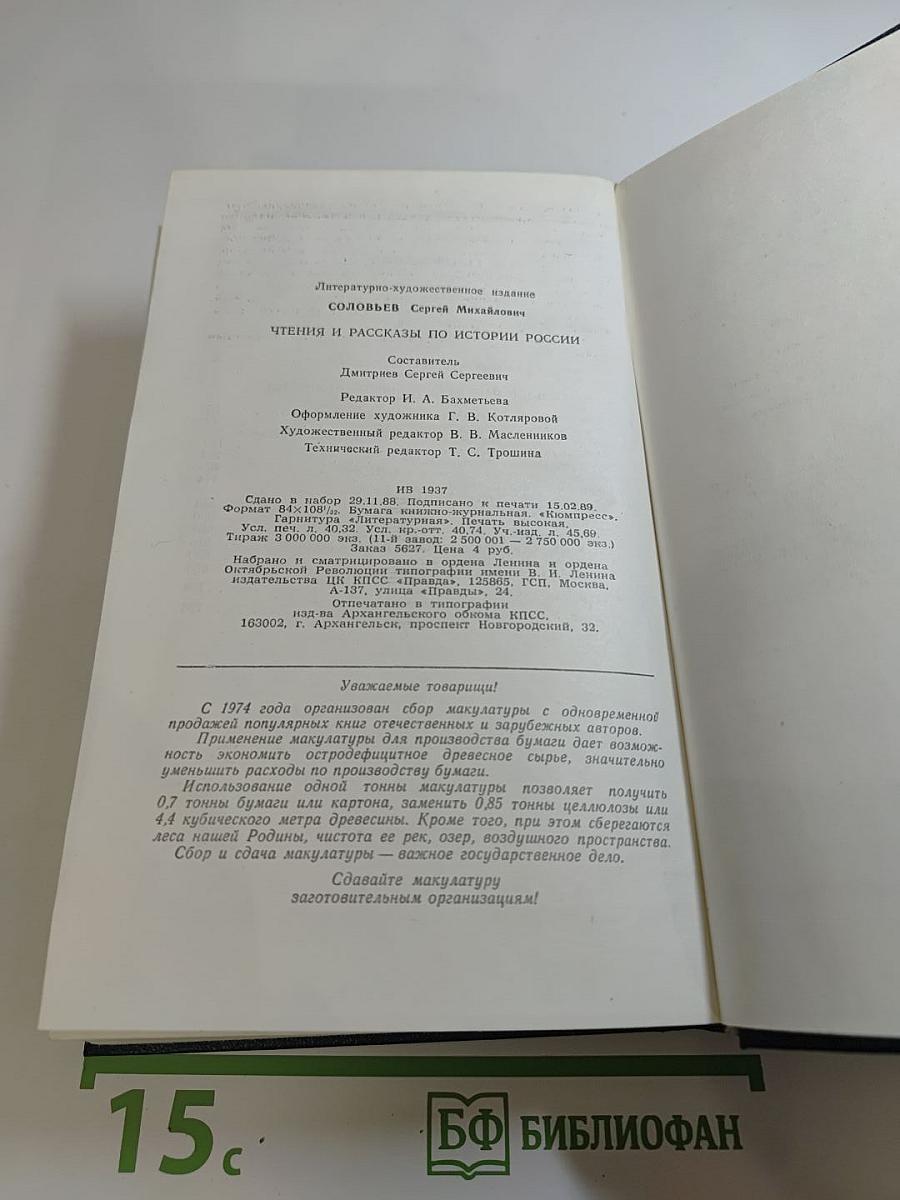 Литературно-художественное издание
СОЛОВЬЕВ Сергей Михайлович
ЧТЕНИЯ И РАССКАЗЫ ПО ИСТОРИИ РОССИИ
Составитель
Дмитриев Сергей Сергеевич
Редактор И. А. Бахметьева
Оформление художника Г. В. Котляровой
Художественный редактор В. В. Масленников
Технический редактор Т. С. Трошина
ИВ 1937
Сдано в набор 29.11.88. Подписано к печати 15.02.89.
Формат 84×108¹/₃₂. Бумага книжно-журнальная. «Кюмпресс».
Гарнитура «Литературная». Печать высокая.
Усл. печ. л. 40,32. Усл. кр.-отт. 40,74. Уч.-изд. л. 45,69.
Тираж 3 000 000 экз. (11-й завод: 2 500 001 — 2 750 000 экз.)
Заказ 5627. Цена 4 руб.
Набрано и сматрицировано в ордена Ленина и ордена
Октябрьской Революции типографии имени В. И. Ленина
издательства ЦК КПСС «Правда», 125865, ГСП, Москва,
А-137, улица «Правды», 24.
Отпечатано в типографии
изд-ва Архангельского обкома КПСС,
163002, г. Архангельск, проспект Новгородский, 32.
Уважаемые товарищи!
С 1974 года организован сбор макулатуры с одновременной
продажей популярных книг отечественных и зарубежных авторов.
Применение макулатуры для производства бумаги дает возмож-
ность экономить остродефицитное древесное сырье, значительно
уменьшить расходы по производству бумаги.
Использование одной тонны макулатуры позволяет получить
0,7 тонны бумаги или картона, заменить 0,85 тонны целлюлозы или
4,4 кубического метра древесины. Кроме того, при этом сберегаются
леса нашей Родины, чистота ее рек, озер, воздушного пространства.
Сбор и сдача макулатуры — важное государственное дело.
Сдавайте макулатуру
заготовительным организациям!
15 с
БФ БИБЛИОФАН